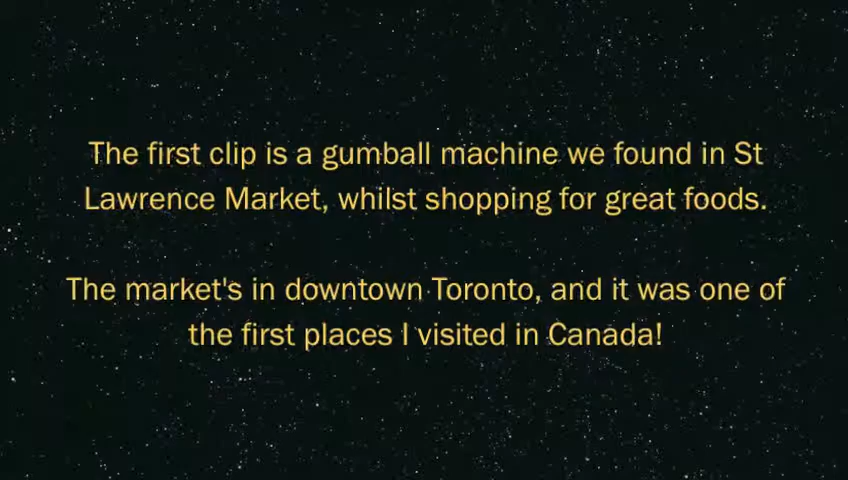 The first clip is a gumball machine we found in St
Lawrence Market, whilst shopping for great foods.
The market's in downtown Toronto, and it was one of
the first places I visited in Canada!